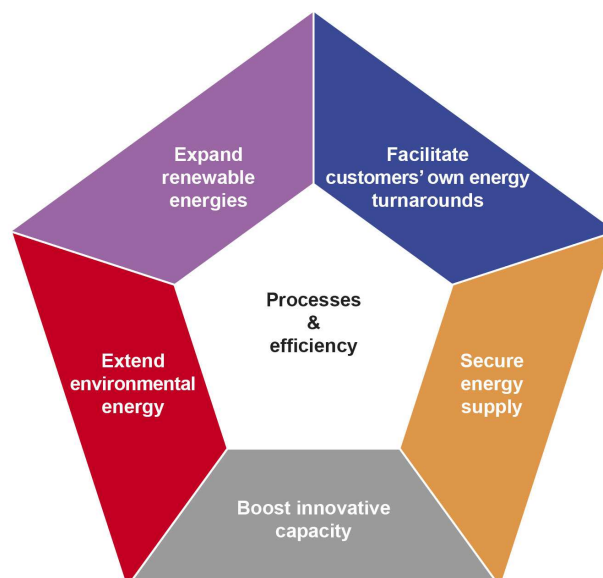 Expand
renewable
energies
Facilitate
customers’ own energy
turnarounds
Processes
&
efficiency
Extend
environmental
energy
Secure
energy
supply
Boost innovative
capacity